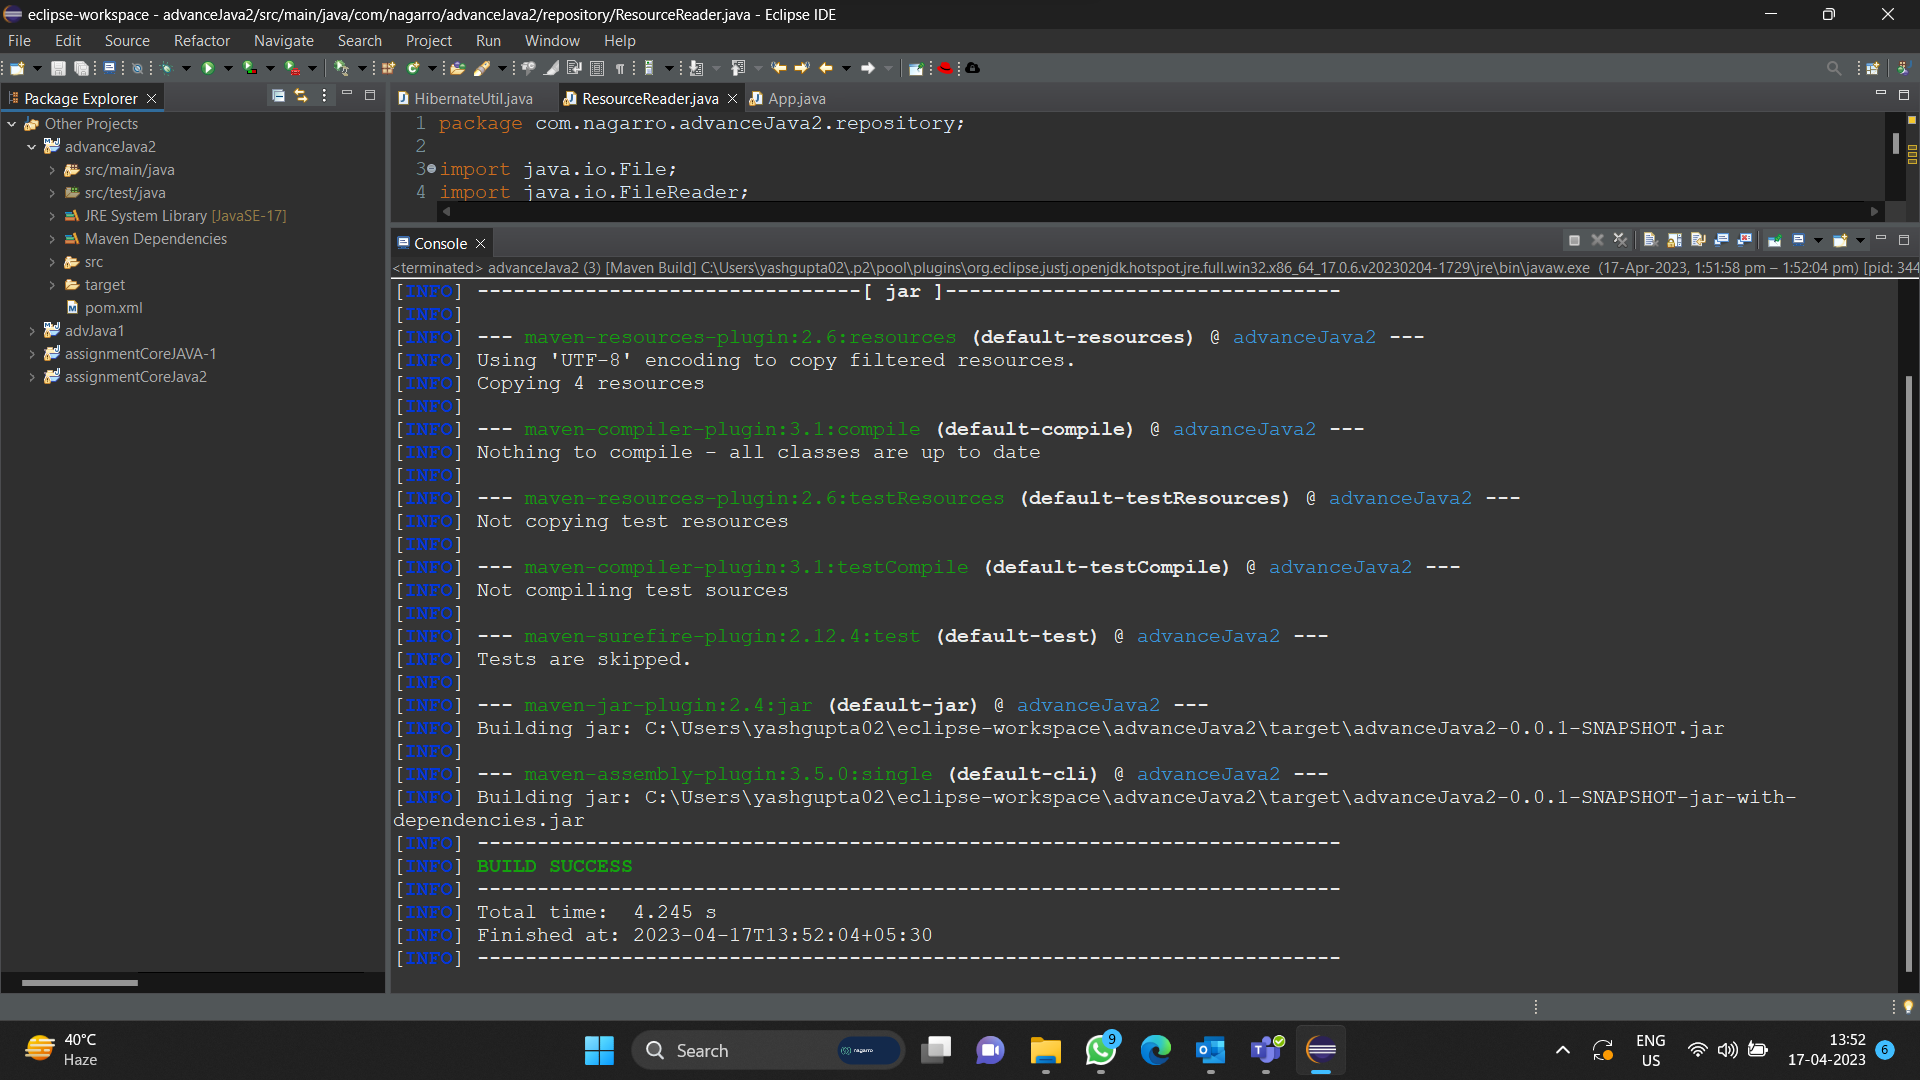 eclipse-workspace - advanceJava2/src/main/java/com/nagarro/advanceJava2/repository/ResourceReader.java - Eclipse IDE
File Edit Source Refactor Navigate Search Project Run Window Help
Package Explorer
Other Projects
advanceJava2
src/main/java
src/test/java
JRE System Library [JavaSE-17]
Maven Dependencies
src
target
pom.xml
advJava1
assignmentCoreJAVA-1
assignmentCoreJava2
HibernateUtil.java ResourceReader.java App.java
1 package com.nagarro.advanceJava2.repository;
2
3 import java.io.File;
4 import java.io.FileReader;
Console
<terminated> advanceJava2 (3) [Maven Build] C:\Users\yashgupta02\.p2\pool\plugins\org.eclipse.justj.openjdk.hotspot.jre.full.win32.x86_64_17.0.6.v20230204-1729\jre\bin\javaw.exe (17-Apr-2023, 1:51:58 pm – 1:52:04 pm) [pid: 344
[INFO] --------------------------------[ jar ]---------------------------------
[INFO]
[INFO] --- maven-resources-plugin:2.6:resources (default-resources) @ advanceJava2 ---
[INFO] Using 'UTF-8' encoding to copy filtered resources.
[INFO] Copying 4 resources
[INFO]
[INFO] --- maven-compiler-plugin:3.1:compile (default-compile) @ advanceJava2 ---
[INFO] Nothing to compile - all classes are up to date
[INFO]
[INFO] --- maven-resources-plugin:2.6:testResources (default-testResources) @ advanceJava2 ---
[INFO] Not copying test resources
[INFO]
[INFO] --- maven-compiler-plugin:3.1:testCompile (default-testCompile) @ advanceJava2 ---
[INFO] Not compiling test sources
[INFO]
[INFO] --- maven-surefire-plugin:2.12.4:test (default-test) @ advanceJava2 ---
[INFO] Tests are skipped.
[INFO]
[INFO] --- maven-jar-plugin:2.4:jar (default-jar) @ advanceJava2 ---
[INFO] Building jar: C:\Users\yashgupta02\eclipse-workspace\advanceJava2\target\advanceJava2-0.0.1-SNAPSHOT.jar
[INFO]
[INFO] --- maven-assembly-plugin:3.5.0:single (default-cli) @ advanceJava2 ---
[INFO] Building jar: C:\Users\yashgupta02\eclipse-workspace\advanceJava2\target\advanceJava2-0.0.1-SNAPSHOT-jar-with-
dependencies.jar
[INFO] ------------------------------------------------------------------------
[INFO] BUILD SUCCESS
[INFO] ------------------------------------------------------------------------
[INFO] Total time:  4.245 s
[INFO] Finished at: 2023-04-17T13:52:04+05:30
[INFO] ------------------------------------------------------------------------
40°C
Haze
Search
nagarro
9
ENG
US
13:52
17-04-2023
6